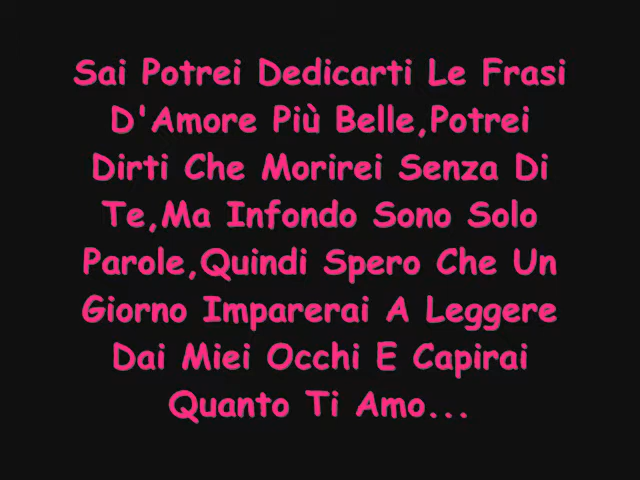 Sai Potrei Dedicarti Le Frasi
D'Amore Più Belle,Potrei
Dirti Che Morirei Senza Di
Te,Ma Infondo Sono Solo
Parole,Quindi Spero Che Un
Giorno Imparerai A Leggere
Dai Miei Occhi E Capirai
Quanto Ti Amo...